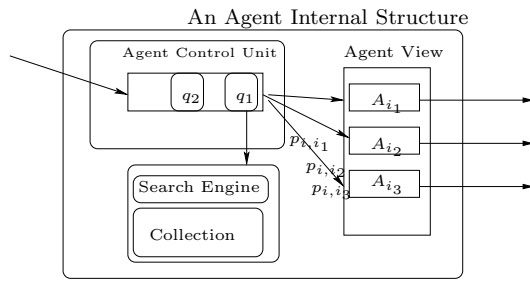 An Agent Internal Structure
Agent Control Unit
Agent View
q2
q1
A_{i_1}
A_{i_2}
A_{i_3}
p_{i,i_1}
p_{i,i_2}
p_{i,i_3}
Search Engine
Collection